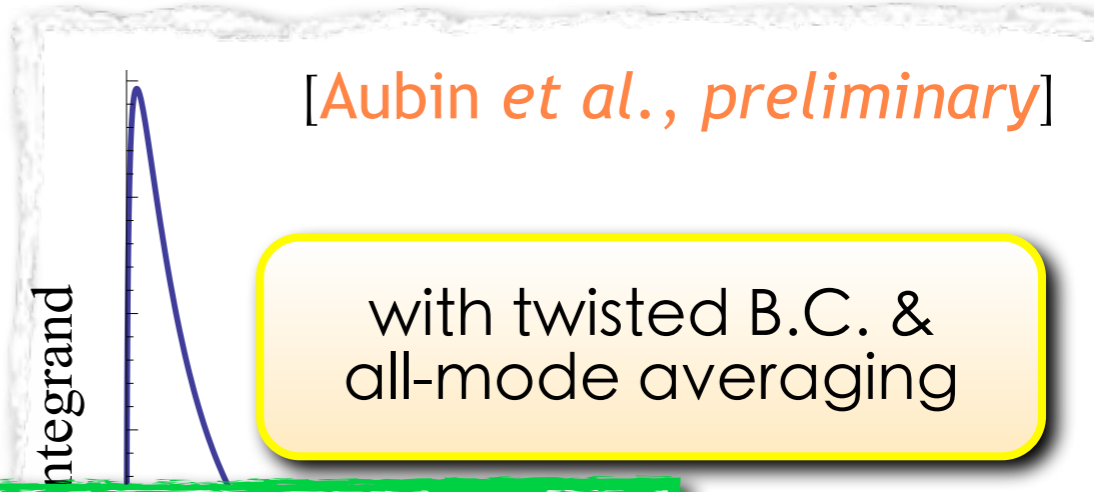 [Aubin et al., preliminary]
with twisted B.C. &
all-mode averaging
ntegrand